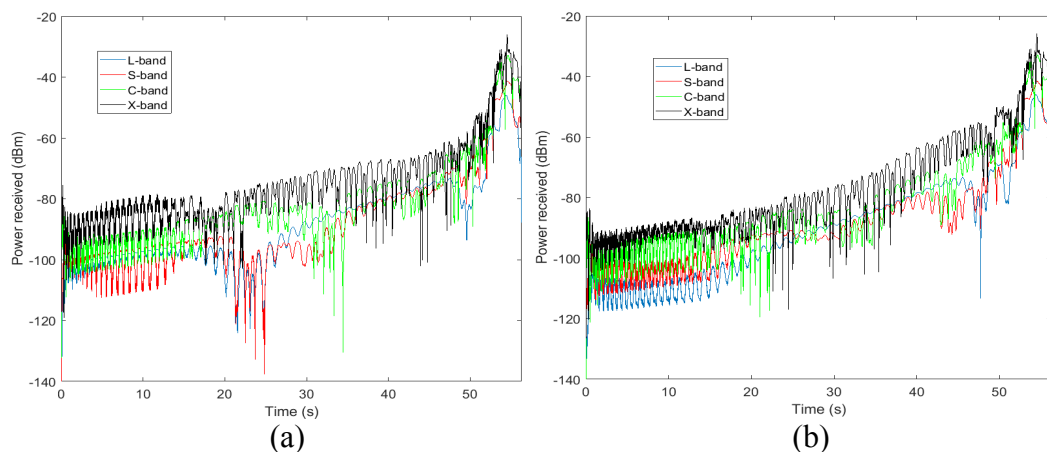 -20
-40
-60
-80
-100
-120
-140
Power received (dBm)
L-band
S-band
C-band
X-band
0 10 20 30 40 50
Time (s)
(a)
-20
-40
-60
-80
-100
-120
-140
Power received (dBm)
L-band
S-band
C-band
X-band
0 10 20 30 40 50
Time (s)
(b)